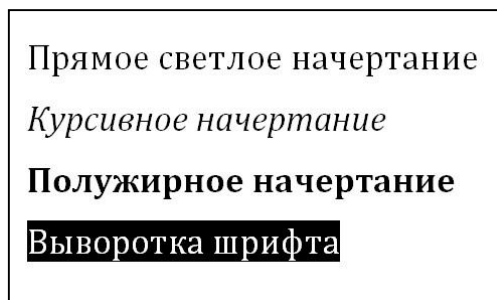 Прямое светлое начертание
Курсивное начертание
Полужирное начертание
Выворотка шрифта